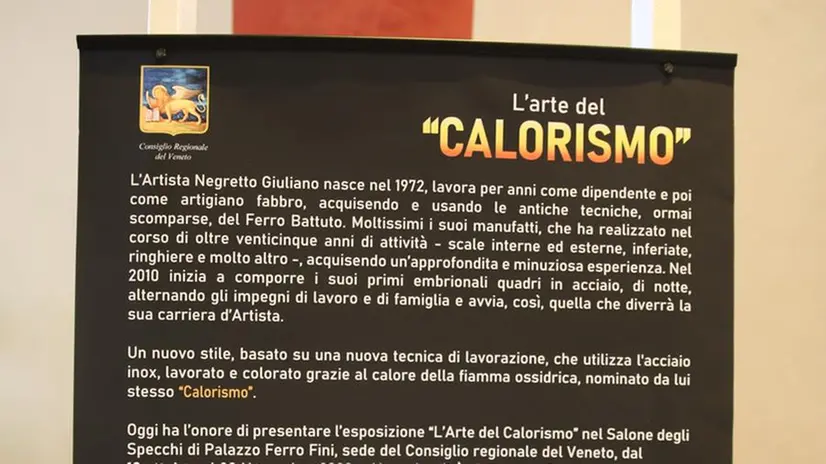 L'arte del
"CALORISMO"
Consiglio Regionale
del Veneto
L'Artista Negretto Giuliano nasce nel 1972, lavora per anni come dipendente e poi
come artigiano fabbro, acquisendo e usando le antiche tecniche, ormai
scomparse, del Ferro Battuto. Moltissimi i suoi manufatti, che ha realizzato nel
corso di oltre venticinque anni di attività - scale interne ed esterne, inferiate,
ringhiere e molto altro -, acquisendo un'approfondita e minuziosa esperienza. Nel
2010 inizia a comporre i suoi primi embrionali quadri in acciaio, di notte,
alternando gli impegni di lavoro e di famiglia e avvia, così, quella che diverrà la
sua carriera d'Artista.
Un nuovo stile, basato su una nuova tecnica di lavorazione, che utilizza l'acciaio
inox, lavorato e colorato grazie al calore della fiamma ossidrica, nominato da lui
stesso "Calorismo".
Oggi ha l'onore di presentare l'esposizione "L'Arte del Calorismo" nel Salone degli
Specchi di Palazzo Ferro Fini, sede del Consiglio regionale del Veneto, dal